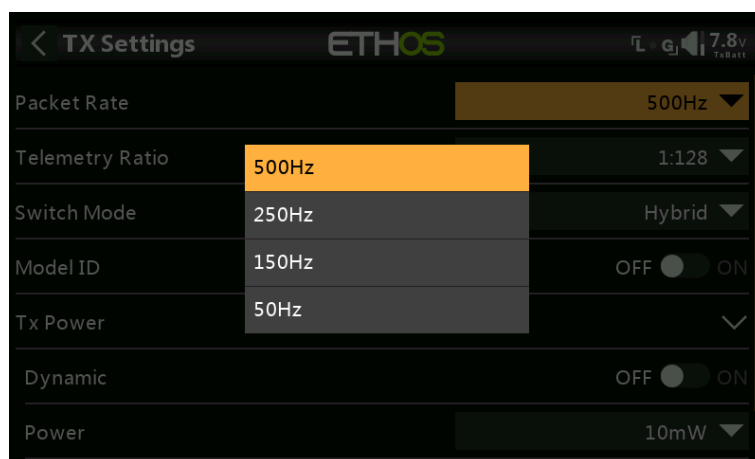 TX Settings ETHOS L G 7.8V
TxBatt
Packet Rate 500Hz
Telemetry Ratio 1:128
500Hz
Switch Mode Hybrid
250Hz
Model ID OFF ON
150Hz
Tx Power
50Hz
Dynamic OFF ON
Power 10mW